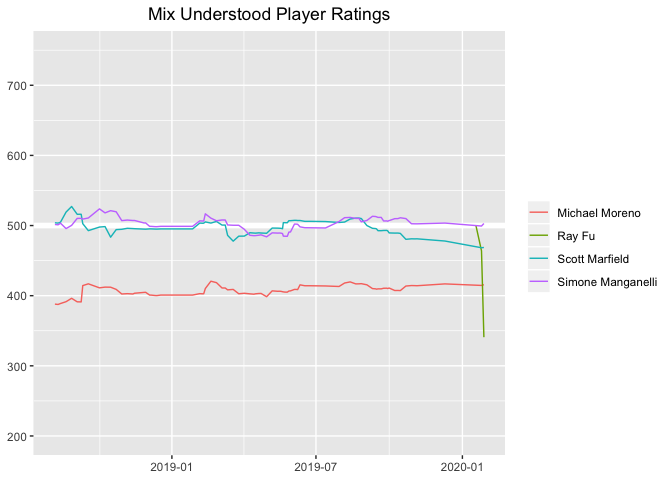 Mix Understood Player Ratings
700
600
500
400
300
200
2019-01
2019-07
2020-01
Michael Moreno
Ray Fu
Scott Marfield
Simone Manganelli